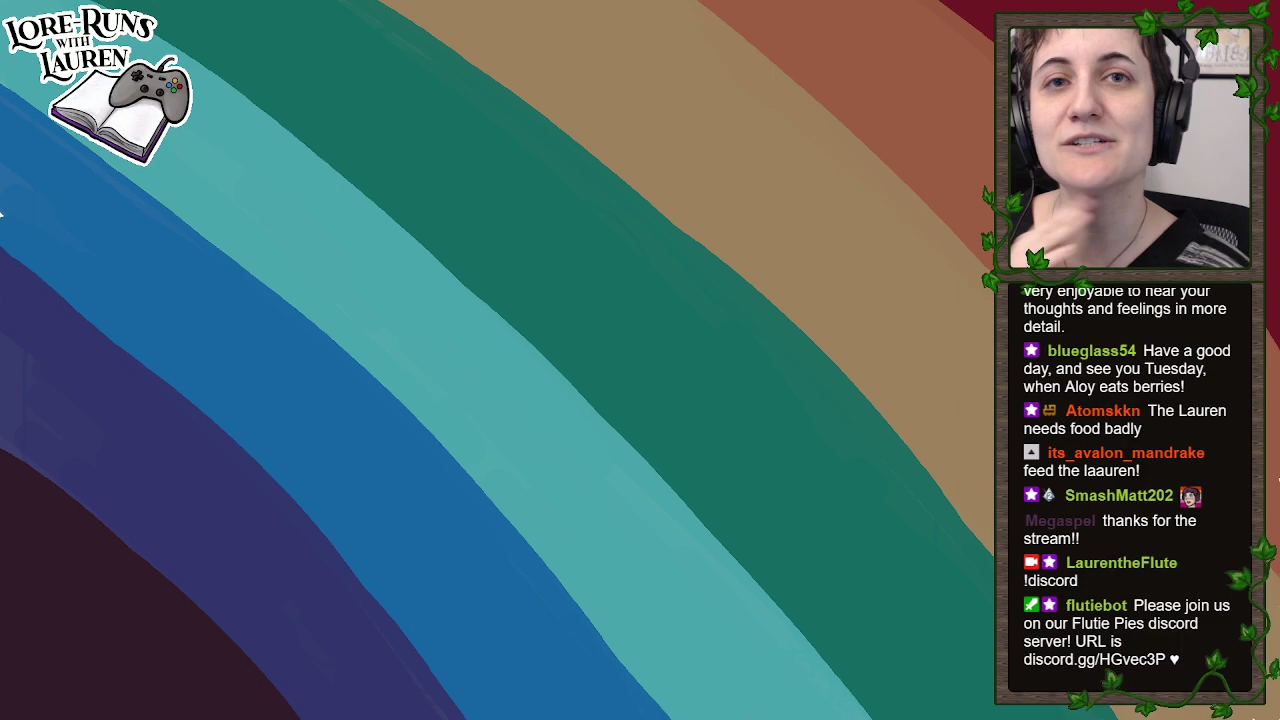 LORE-RUNS
WITH
LAUREN
very enjoyable to hear your
thoughts and feelings in more
detail.
blueglass54 Have a good
day, and see you Tuesday,
when Aloy eats berries!
Atomskkn The Lauren
needs food badly
its_avalon_mandrake
feed the laauren!
SmashMatt202
Megaspel thanks for the
stream!!
LaurentheFlute
!discord
flutiebot Please join us
on our Flutie Pies discord
server! URL is
discord.gg/HGvec3P ♥